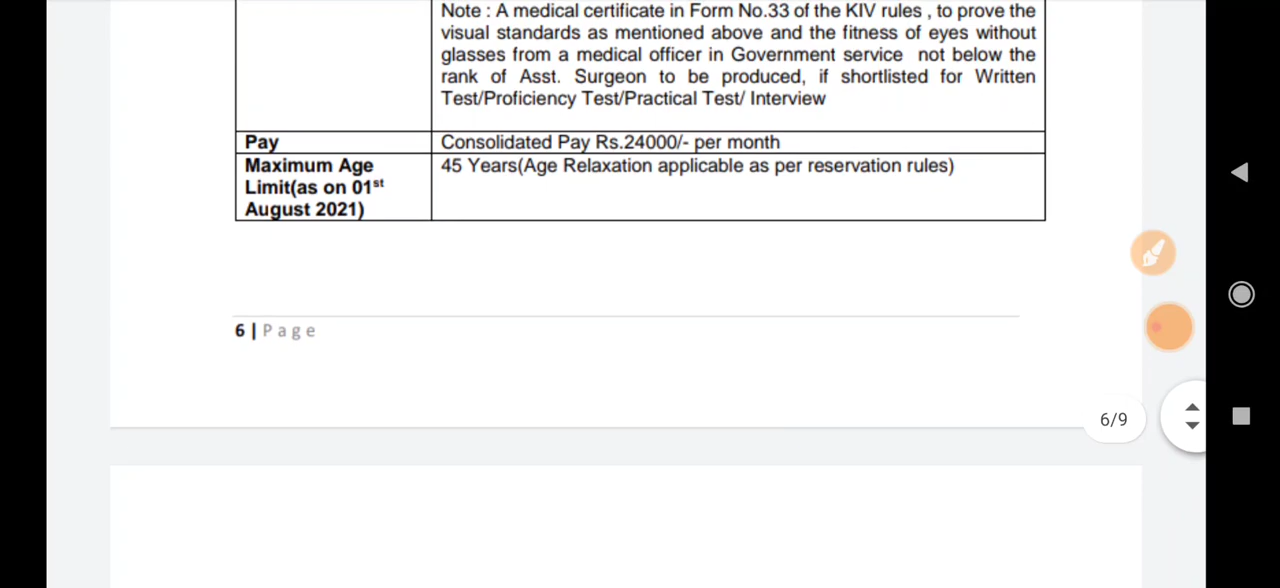 Note : A medical certificate in Form No.33 of the KIV rules , to prove the
visual standards as mentioned above and the fitness of eyes without
glasses from a medical officer in Government service not below the
rank of Asst. Surgeon to be produced, if shortlisted for Written
Test/Proficiency Test/Practical Test/ Interview
Pay
Consolidated Pay Rs.24000/- per month
Maximum Age
Limit(as on 01st
August 2021)
45 Years(Age Relaxation applicable as per reservation rules)
6 | Page
6/9